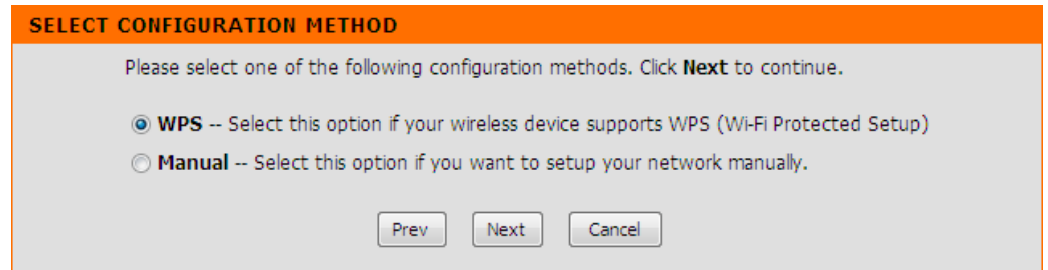 SELECT CONFIGURATION METHOD
Please select one of the following configuration methods. Click Next to continue.
WPS -- Select this option if your wireless device supports WPS (Wi-Fi Protected Setup)
Manual -- Select this option if you want to setup your network manually.
Prev Next Cancel